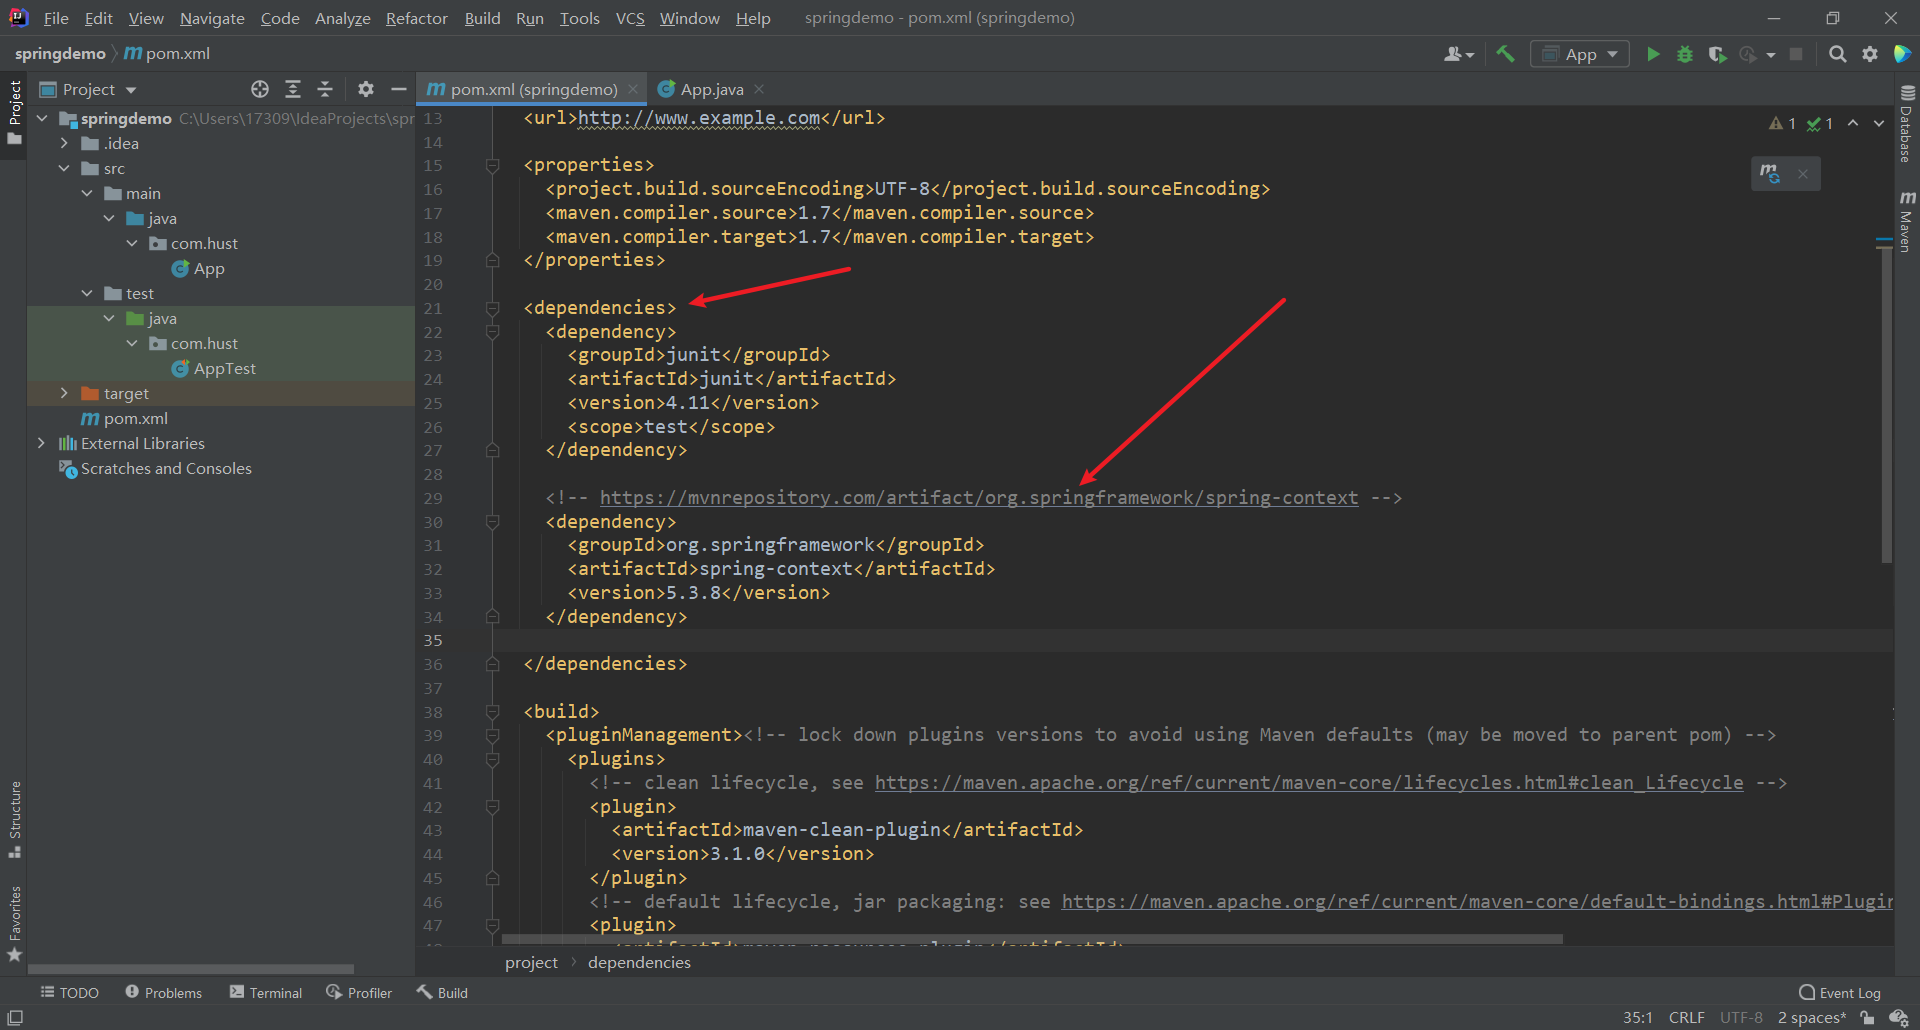 File Edit View Navigate Code Analyze Refactor Build Run Tools VCS Window Help springdemo - pom.xml (springdemo)
springdemo pom.xml
App
Project
pom.xml (springdemo)
App.java
Project
springdemo C:\Users\17309\IdeaProjects\spr
.idea
src
main
java
com.hust
App
test
java
com.hust
AppTest
target
pom.xml
External Libraries
Scratches and Consoles
Structure
Favorites
1 1
13 <url>http://www.example.com</url>
14
15 <properties>
16 <project.build.sourceEncoding>UTF-8</project.build.sourceEncoding>
17 <maven.compiler.source>1.7</maven.compiler.source>
18 <maven.compiler.target>1.7</maven.compiler.target>
19 </properties>
20
21 <dependencies>
22 <dependency>
23 <groupId>junit</groupId>
24 <artifactId>junit</artifactId>
25 <version>4.11</version>
26 <scope>test</scope>
27 </dependency>
28
29 <!-- https://mvnrepository.com/artifact/org.springframework/spring-context -->
30 <dependency>
31 <groupId>org.springframework</groupId>
32 <artifactId>spring-context</artifactId>
33 <version>5.3.8</version>
34 </dependency>
35
36 </dependencies>
37
38 <build>
39 <pluginManagement><!-- lock down plugins versions to avoid using Maven defaults (may be moved to parent pom) -->
40 <plugins>
41 <!-- clean lifecycle, see https://maven.apache.org/ref/current/maven-core/lifecycles.html#clean_Lifecycle -->
42 <plugin>
43 <artifactId>maven-clean-plugin</artifactId>
44 <version>3.1.0</version>
45 </plugin>
46 <!-- default lifecycle, jar packaging: see https://maven.apache.org/ref/current/maven-core/default-bindings.html#Plugin
47 <plugin>
Database
Maven
project dependencies
TODO Problems Terminal Profiler Build Event Log
35:1 CRLF UTF-8 2 spaces*